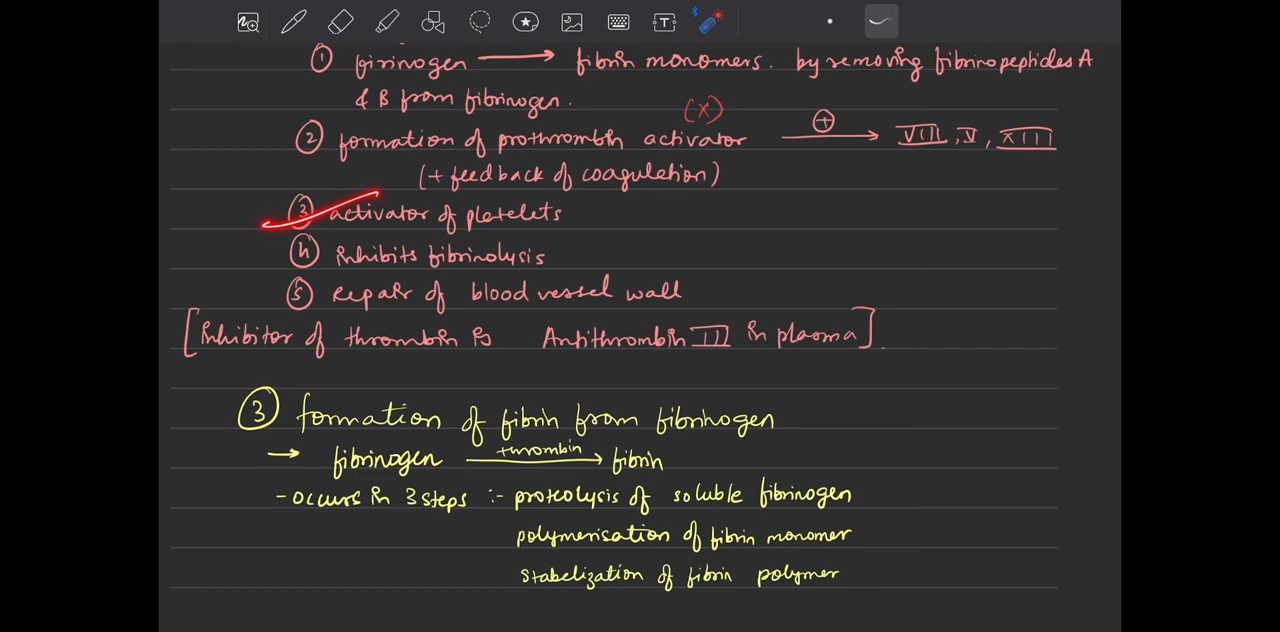 ① firinogen → fibrin monomers. by removing fibrinopeptides A
& B from fibrinogen.
(X)
② formation of prothrombin activator ⊕→ VIII, V, XIII
(+ feedback of coagulation)
③ activator of platelets
④ inhibits fibrinolysis
⑤ repair of blood vessel wall
[inhibitor of thrombin is Antithrombin III in plasma].
③ formation of fibrin from fibrinogen
→ fibrinogen thrombin→ fibrin
- occurs in 3 steps :- proteolysis of soluble fibrinogen
polymerisation of fibrin monomer
stabelization of fibrin polymer